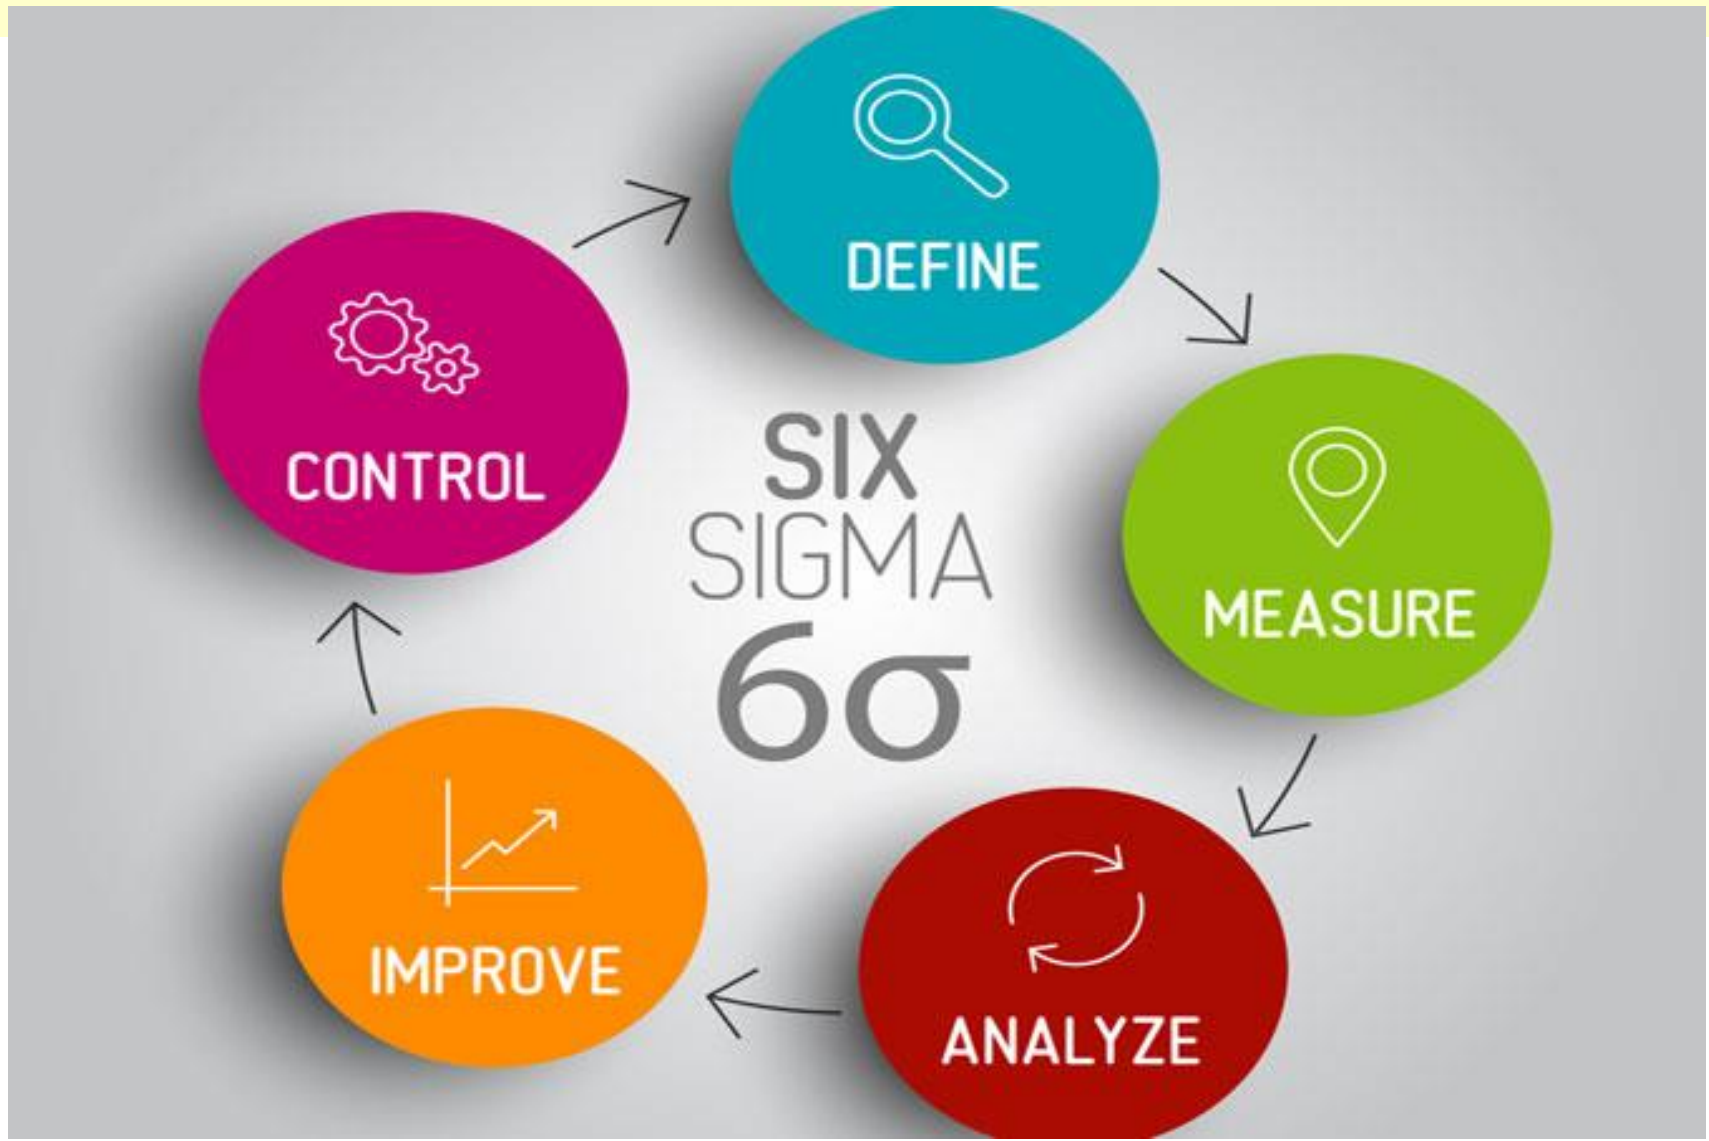 DEFINE
MEASURE
ANALYZE
IMPROVE
CONTROL
SIX
SIGMA
6σ